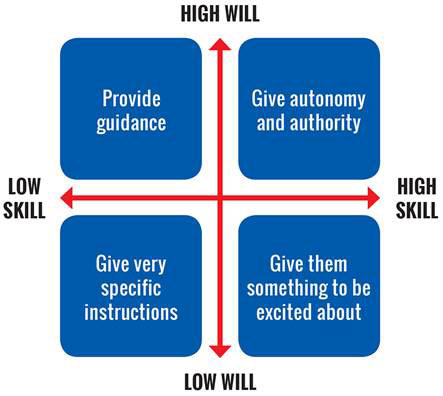 HIGH WILL
Provide
guidance
Give autonomy
and authority
LOW
SKILL
HIGH
SKILL
Give very
specific
instructions
Give them
something to be
excited about
LOW WILL